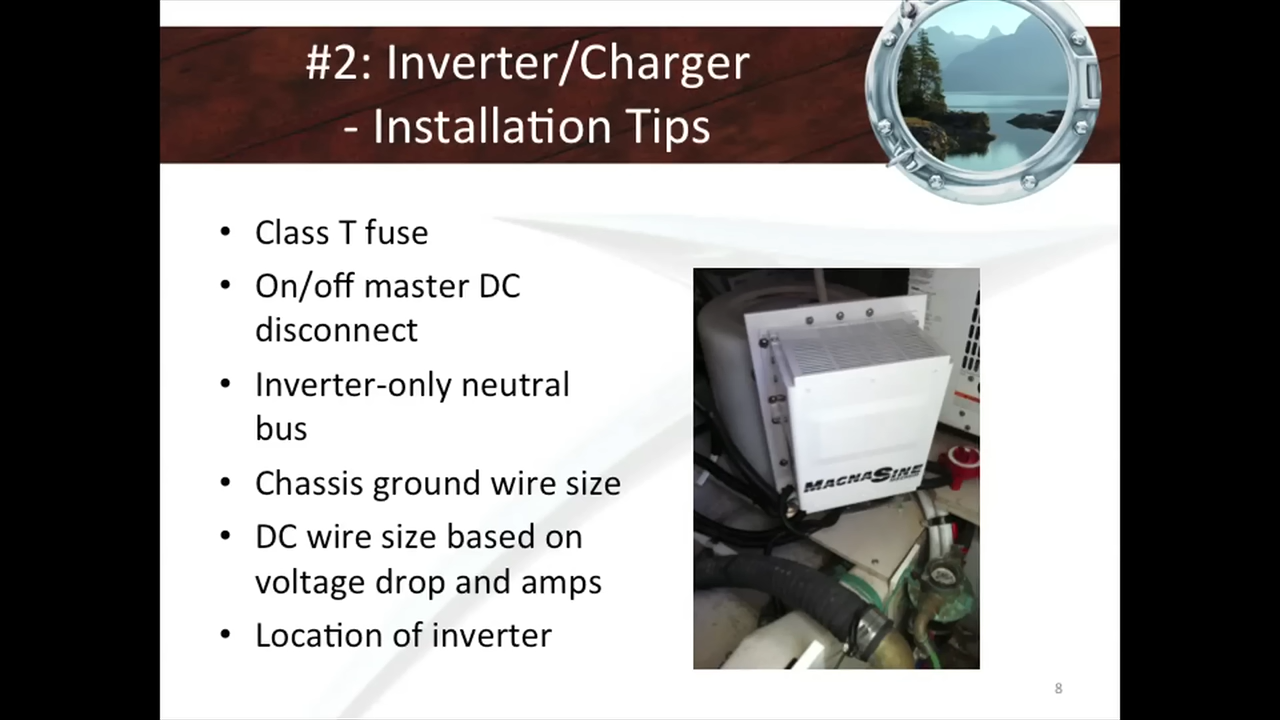 #2: Inverter/Charger
- Installation Tips
• Class T fuse
• On/off master DC
disconnect
• Inverter-only neutral
bus
• Chassis ground wire size
• DC wire size based on
voltage drop and amps
• Location of inverter
MAGNASINE
8